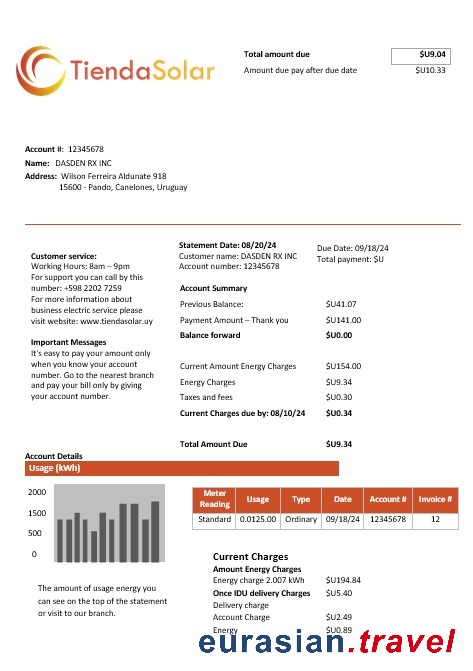 TiendaSolar
Total amount due $U9.04
Amount due pay after due date $U10.33
Account #: 12345678
Name: DASDEN RX INC
Address: Wilson Ferreira Aldunate 918
15600 - Pando, Canelones, Uruguay
Customer service:
Working Hours: 8am – 9pm
For support you can call by this
number: +598 2202 7259
For more information about
business electric service please
visit website: www.tiendasolar.uy
Important Messages
It's easy to pay your amount only
when you know your account
number. Go to the nearest branch
and pay your bill only by giving
your account number.
Statement Date: 08/20/24
Customer name: DASDEN RX INC
Account number: 12345678
Due Date: 09/18/24
Total payment: $U
Account Summary
Previous Balance: $U41.07
Payment Amount – Thank you $U141.00
Balance forward $U0.00
Current Amount Energy Charges $U154.00
Energy Charges $U9.34
Taxes and fees $U0.30
Current Charges due by: 08/10/24 $U0.34
Total Amount Due $U9.34
Account Details
Usage (kWh)
2000
1500
500
0
The amount of usage energy you
can see on the top of the statement
or visit to our branch.
Meter Reading Usage Type Date Account # Invoice #
Standard 0.0125.00 Ordinary 09/18/24 12345678 12
Current Charges
Amount Energy Charges
Energy charge 2.007 kWh $U194.84
Once IDU delivery Charges $U5.40
Delivery charge
Account Charge $U2.49
Energy $U0.89
eurasian.travel